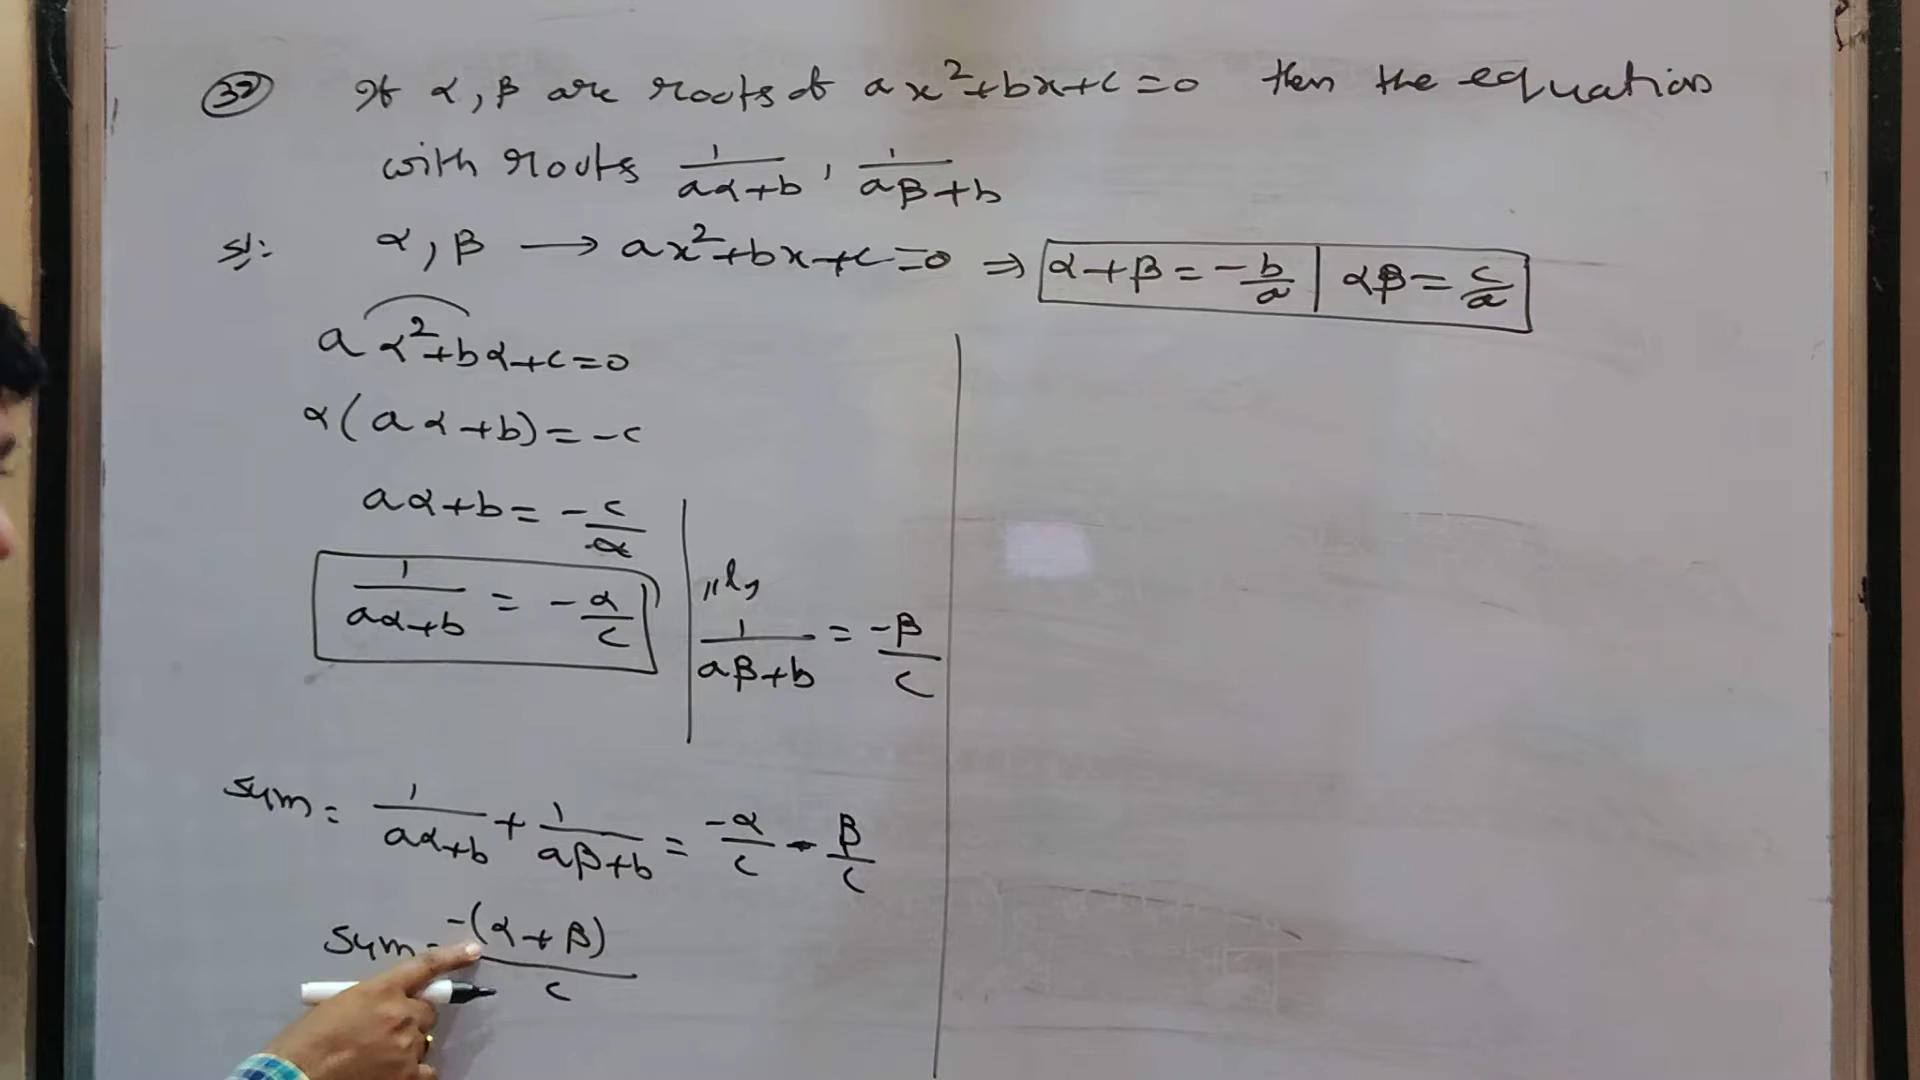 32 If α, β are roots of ax²+bx+c=0 then the equation
with roots 1/(aα+b), 1/(aβ+b)
Sol: α, β → ax²+bx+c=0 ⇒ α+β = -b/a | αβ = c/a
aα²+bα+c=0
α(aα+b) = -c
aα+b = -c/α
1/(aα+b) = -α/c
|||ly
1/(aβ+b) = -β/c
Sum = 1/(aα+b) + 1/(aβ+b) = -α/c - β/c
Sum = -(α+β)/c